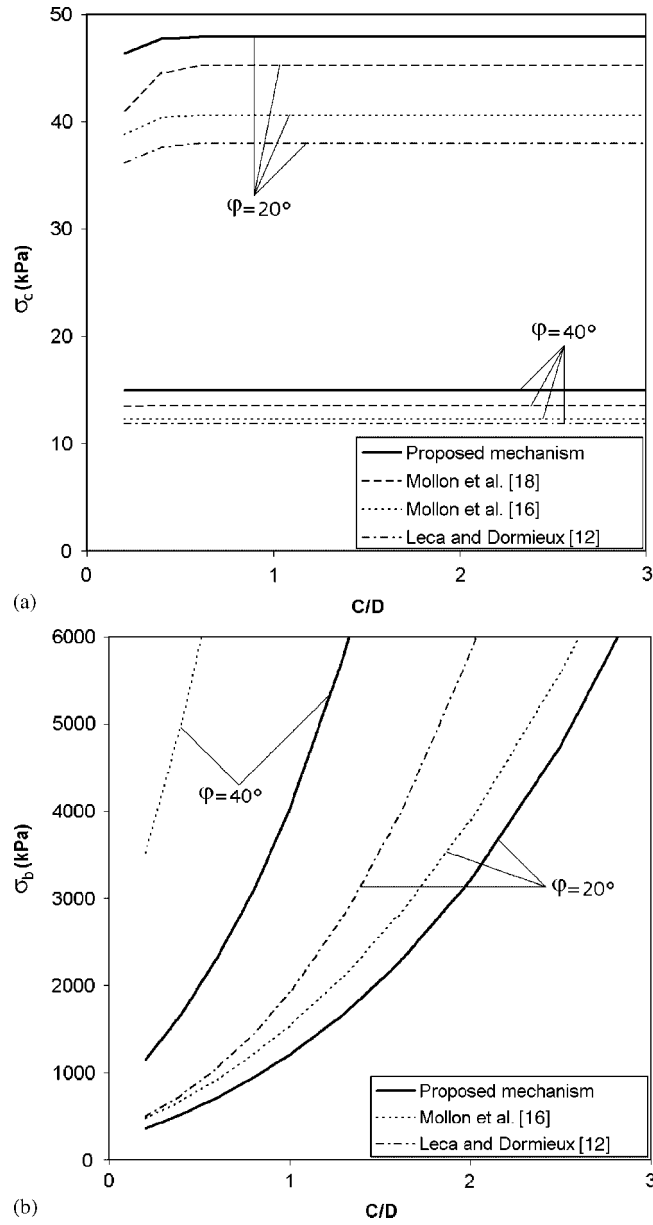 50
40
30
20
10
0
σc (kPa)
φ=20°
φ=40°
Proposed mechanism
Mollon et al. [18]
Mollon et al. [16]
Leca and Dormieux [12]
0 1 2 3
C/D
(a)
6000
5000
4000
3000
2000
1000
0
σb (kPa)
φ=40°
φ=20°
Proposed mechanism
Mollon et al. [16]
Leca and Dormieux [12]
0 1 2 3
C/D
(b)